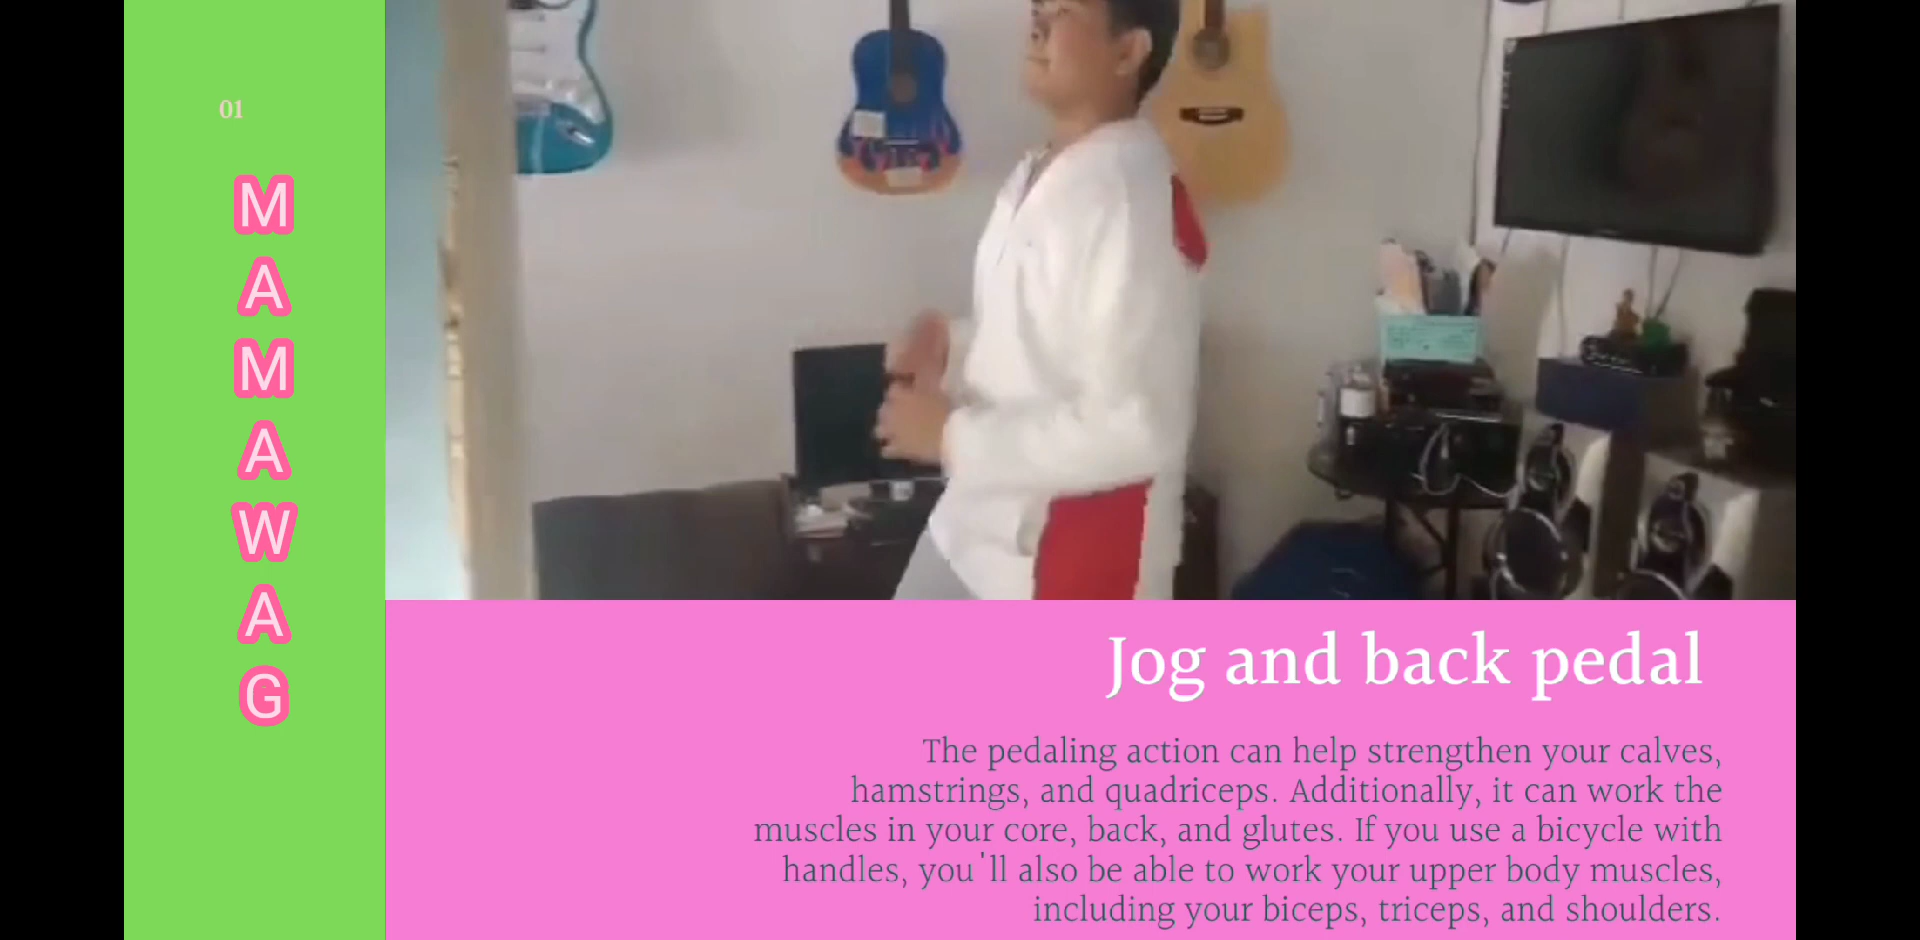 01
MAMAWAG
Jog and back pedal
The pedaling action can help strengthen your calves,
hamstrings, and quadriceps. Additionally, it can work the
muscles in your core, back, and glutes. If you use a bicycle with
handles, you'll also be able to work your upper body muscles,
including your biceps, triceps, and shoulders.